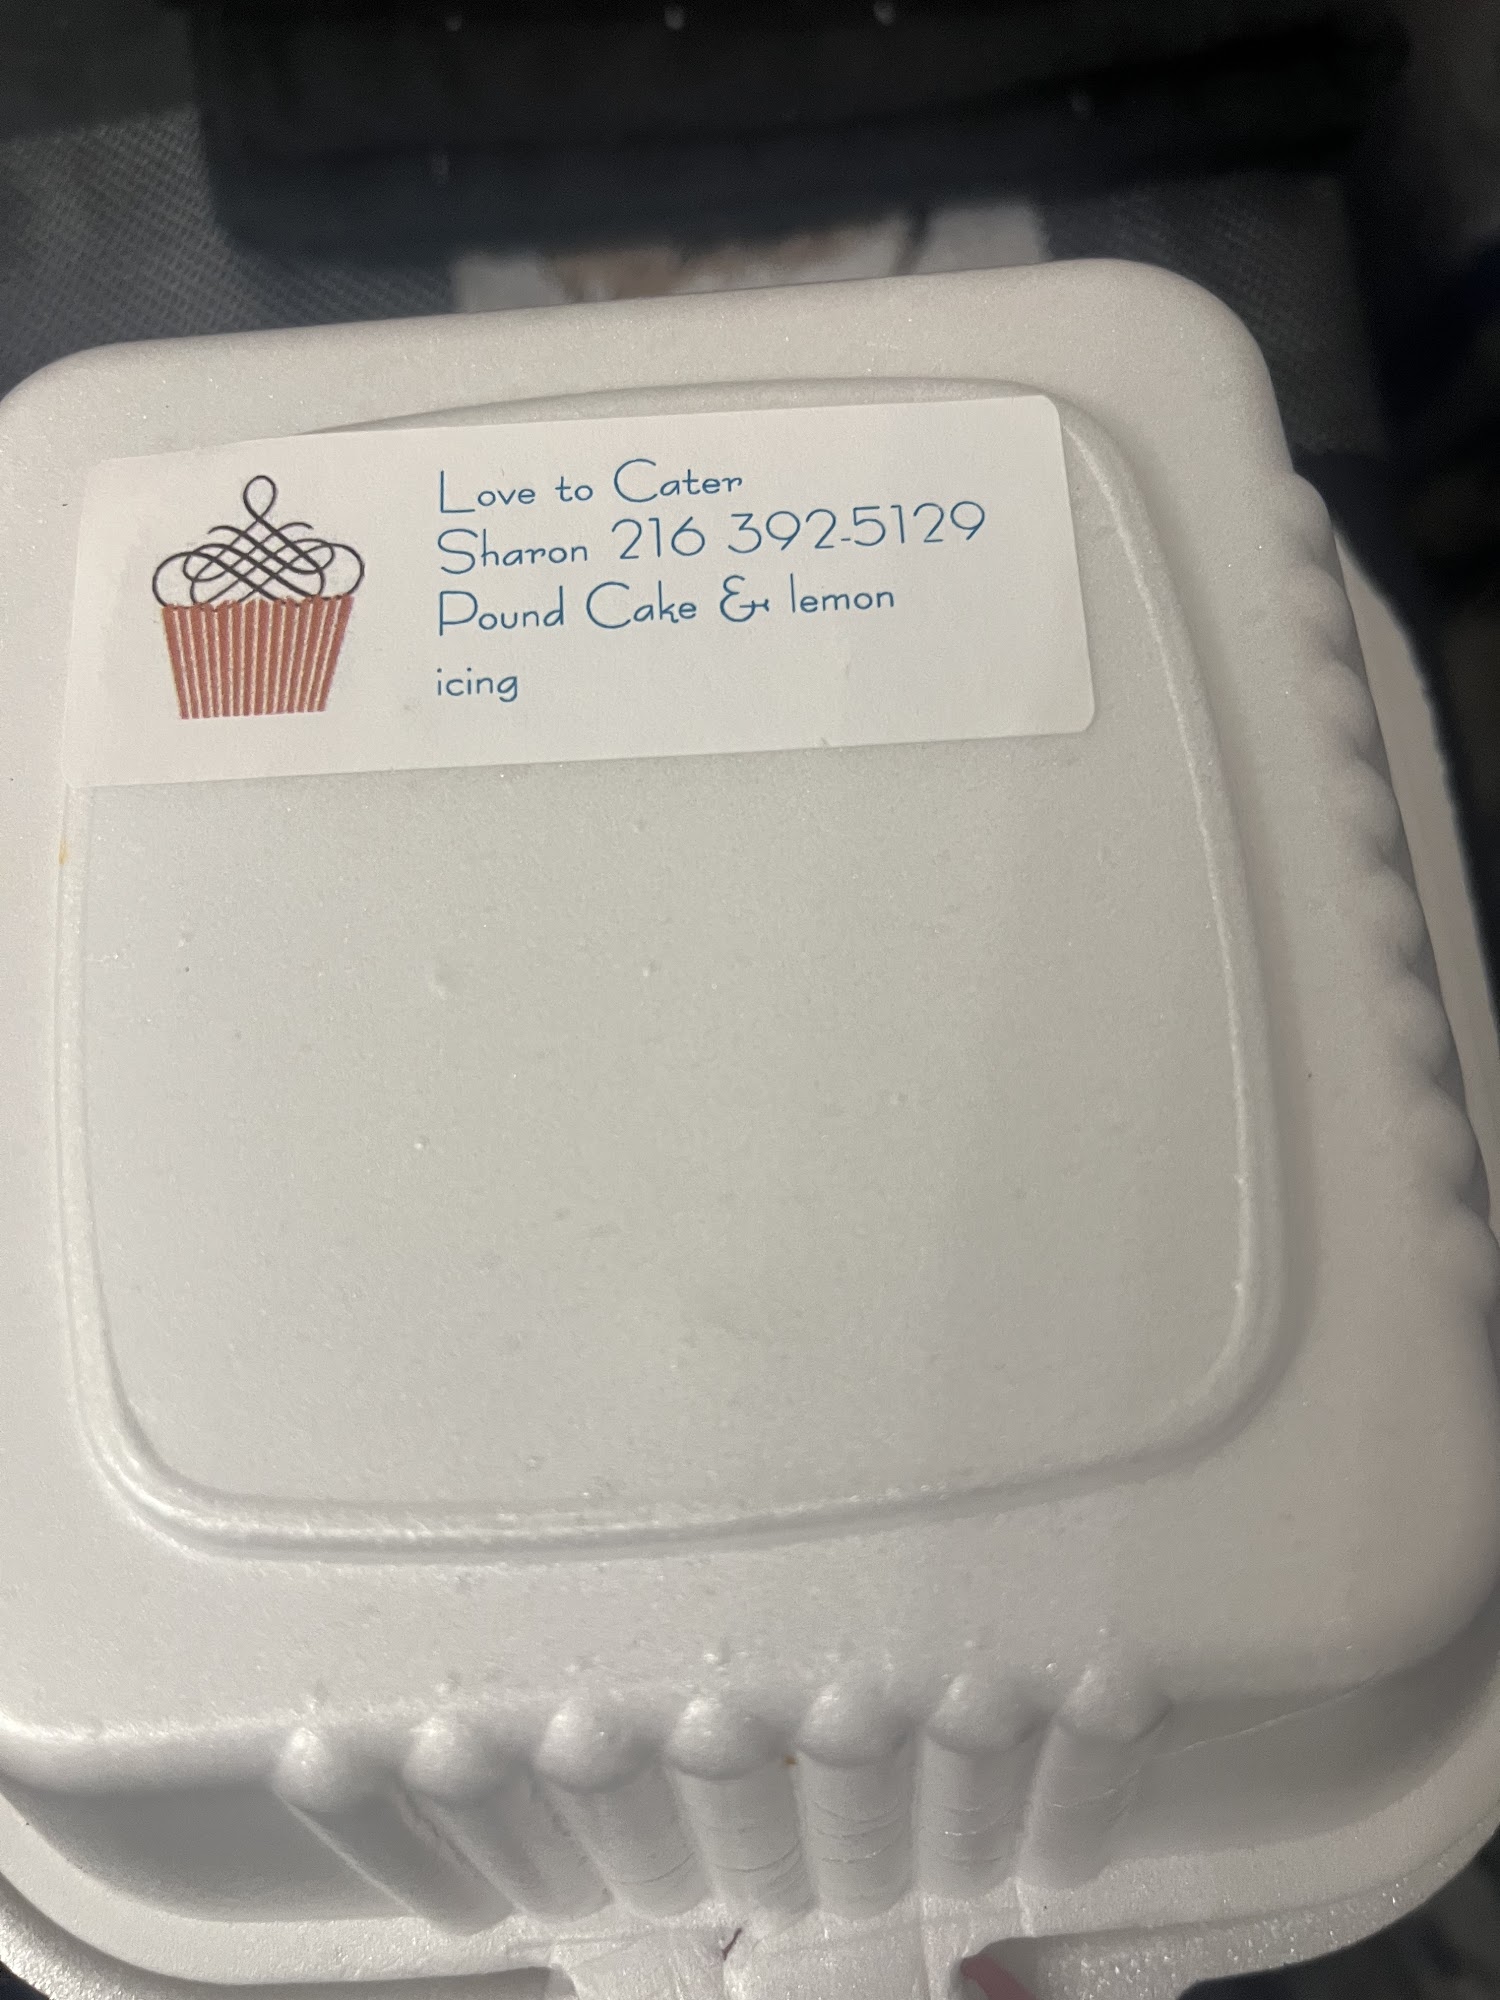 Love to Cater
Sharon 216 392-5129
Pound Cake & lemon
icing